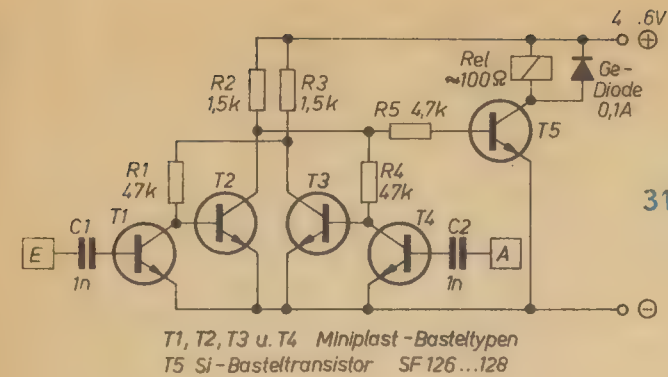 4 .6V
⊕
R2
1,5k
R3
1,5k
Rel
≈100Ω
Ge-
Diode
0,1A
R5 4,7k
T5
R1
47k
T2
T3
R4
47k
T1
T4
C1
C2
E
1n
1n
A
31
⊖
T1, T2, T3 u. T4 Miniplast-Basteltypen
T5 Si-Basteltransistor SF 126...128